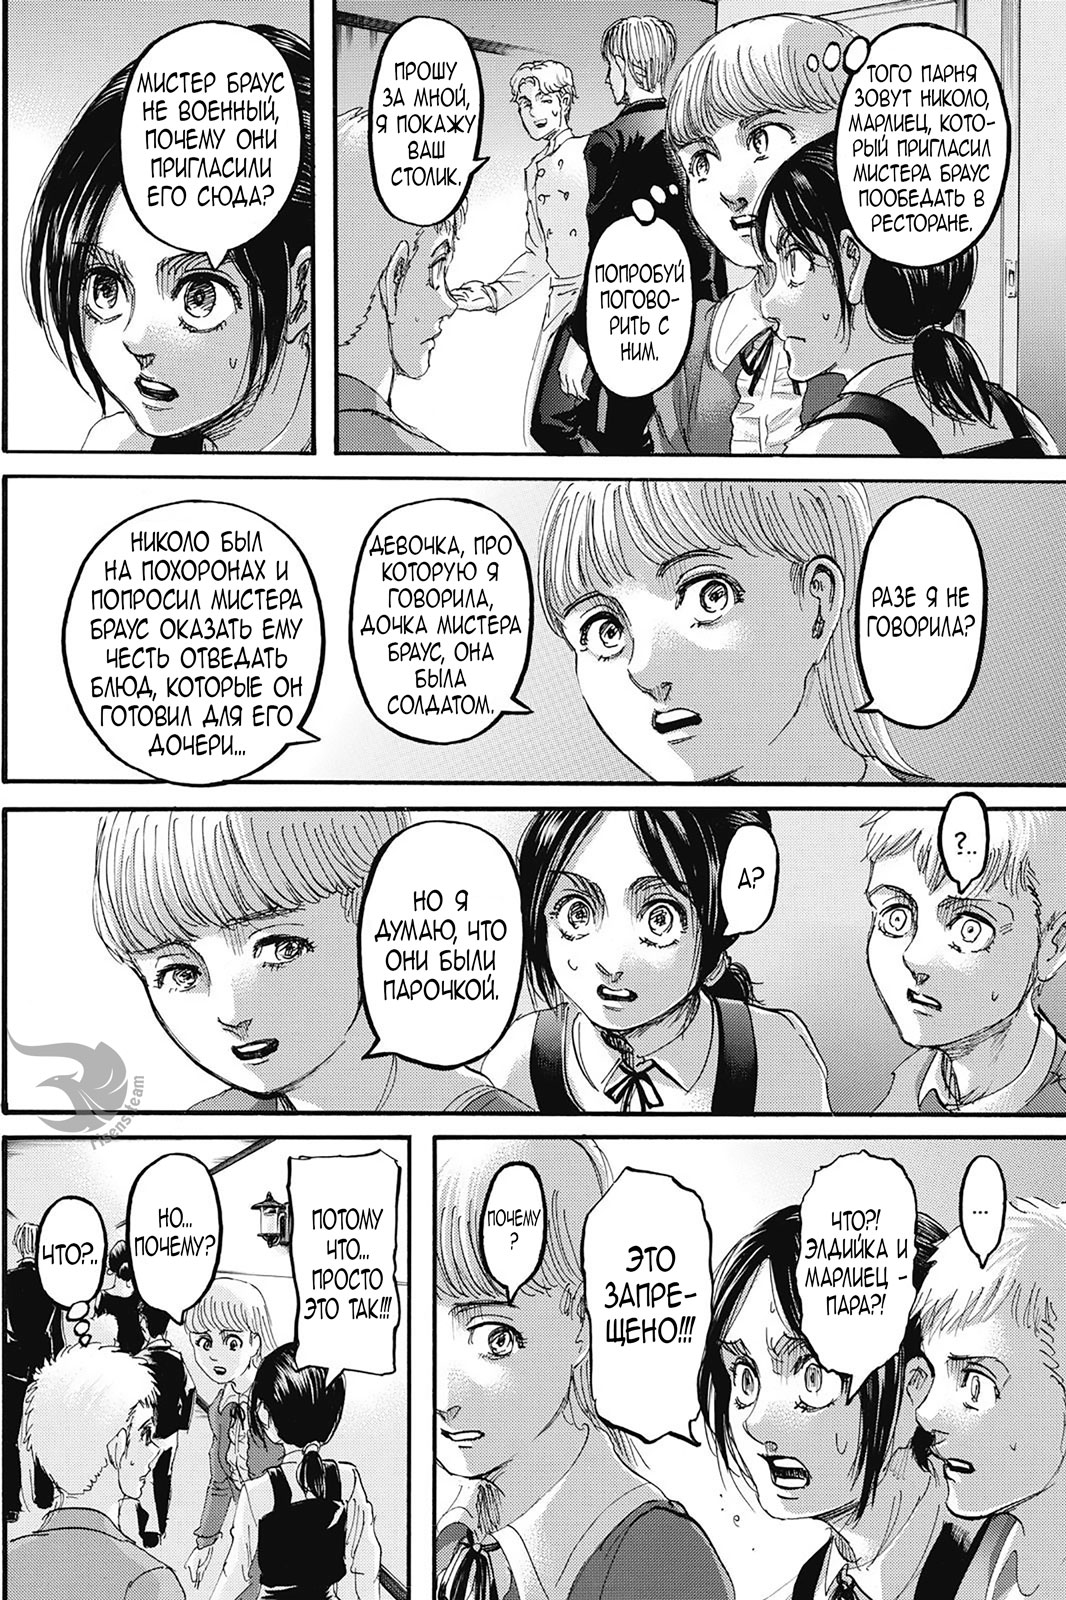 ТОГО ПАРНЯ
ЗОВУТ НИКОЛО,
МАРЛИЕЦ, КОТО-
РЫЙ ПРИГЛАСИЛ
МИСТЕРА БРАУС
ПООБЕДАТЬ В
РЕСТОРАНЕ.
ПОПРОБУЙ
ПОГОВО-
РИТЬ С
НИМ.
ПРОШУ
ЗА МНОЙ,
Я ПОКАЖУ
ВАШ
СТОЛИК.
МИСТЕР БРАУС
НЕ ВОЕННЫЙ,
ПОЧЕМУ ОНИ
ПРИГЛАСИЛИ
ЕГО СЮДА?
РАЗЕ Я НЕ
ГОВОРИЛА?
ДЕВОЧКА, ПРО
КОТОРУЮ Я
ГОВОРИЛА,
ДОЧКА МИСТЕРА
БРАУС, ОНА
БЫЛА
СОЛДАТОМ.
НИКОЛО БЫЛ
НА ПОХОРОНАХ И
ПОПРОСИЛ МИСТЕРА
БРАУС ОКАЗАТЬ ЕМУ
ЧЕСТЬ ОТВЕДАТЬ
БЛЮД, КОТОРЫЕ ОН
ГОТОВИЛ ДЛЯ ЕГО
ДОЧЕРИ...
?..
А?
НО Я
ДУМАЮ, ЧТО
ОНИ БЫЛИ
ПАРОЧКОЙ.
risens team
...
ЧТО?!
ЭЛДИЙКА И
МАРЛИЕЦ -
ПАРА?!
ЭТО
ЗАПРЕ-
ЩЕНО!!!
ПОЧЕМУ
?
ПОТОМУ
ЧТО...
ПРОСТО
ЭТО ТАК!!!
НО...
ПОЧЕМУ?
ЧТО?..